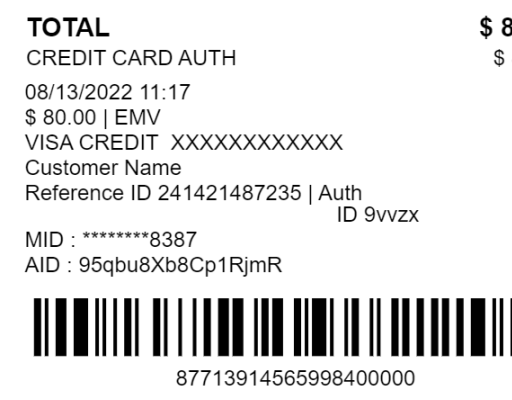 TOTAL $ 8
CREDIT CARD AUTH $
08/13/2022 11:17
$ 80.00 | EMV
VISA CREDIT XXXXXXXXXXXX
Customer Name
Reference ID 241421487235 | Auth
ID 9vvzx
MID : ********8387
AID : 95qbu8Xb8Cp1RjmR
87713914565998400000